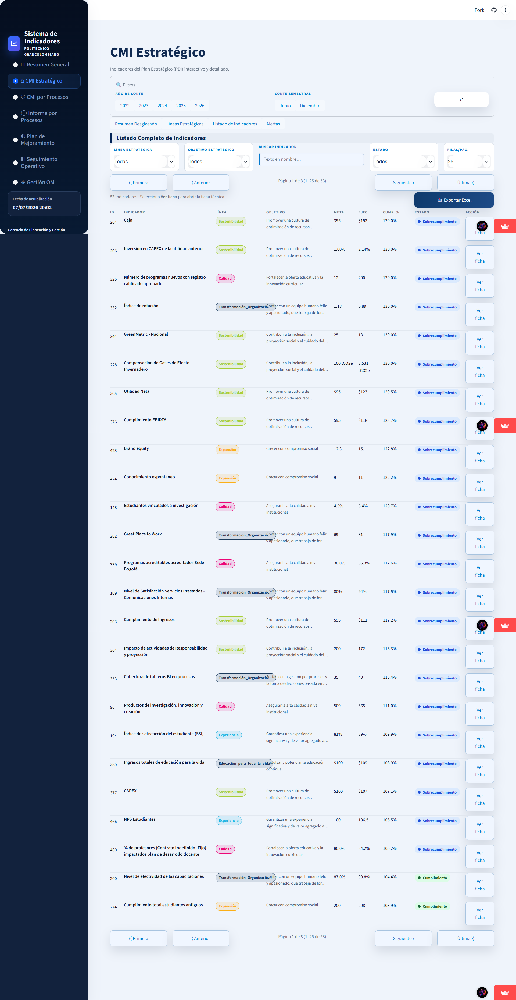 Fork
Sistema de
Indicadores
POLITÉCNICO
GRANCOLOMBIANO
Resumen General
CMI Estratégico
CMI por Procesos
Informe por
Procesos
Plan de
Mejoramiento
Seguimiento
Operativo
Gestión OM
Fecha de actualización
07/07/2026 20:02
Gerencia de Planeación y Gestión
CMI Estratégico
Indicadores del Plan Estratégico (PDI) interactivo y detallado.
Filtros
AÑO DE CORTE CORTE SEMESTRAL
2022 2023 2024 2025 2026 Junio Diciembre
Resumen Desglosado Líneas Estratégicas Listado de Indicadores Alertas
Listado Completo de Indicadores
LÍNEA ESTRATÉGICA OBJETIVO ESTRATÉGICO BUSCAR INDICADOR ESTADO FILAS/PÁG.
Todas Todos Texto en nombre... Todos 25
⟨⟨ Primera ⟨ Anterior Página 1 de 3 (1–25 de 53) Siguiente ⟩ Última ⟩⟩
53 indicadores · Selecciona Ver ficha para abrir la ficha técnica
Exportar Excel
ID INDICADOR LÍNEA OBJETIVO META EJEC. CUMP. % ESTADO ACCIÓN
204 Caja Sostenibilidad Promover una cultura de $95 $152 130.0% Sobrecumplimiento
optimización de recursos... ficha
206 Inversión en CAPEX de la utilidad anterior Sostenibilidad Promover una cultura de 1.00% 2.14% 130.0% Sobrecumplimiento Ver
optimización de recursos... ficha
325 Número de programas nuevos con registro Calidad Fortalecer la oferta educativa y la 12 200 130.0% Sobrecumplimiento Ver
calificado aprobado innovación curricular ficha
332 Índice de rotación Transformación_Organizacio... Contar con un equipo humano feliz 1.18 0.89 130.0% Sobrecumplimiento Ver
y apasionado, que trabaja de for... ficha
244 GreenMetric - Nacional Sostenibilidad Contribuir a la inclusión, la 25 13 130.0% Sobrecumplimiento Ver
proyección social y el cuidado del... ficha
228 Compensación de Gases de Efecto Sostenibilidad Contribuir a la inclusión, la 100 tCO2e 3,531 130.0% Sobrecumplimiento Ver
Invernadero proyección social y el cuidado del... tCO2e ficha
205 Utilidad Neta Sostenibilidad Promover una cultura de $95 $123 129.5% Sobrecumplimiento Ver
optimización de recursos... ficha
376 Cumplimiento EBIDTA Sostenibilidad Promover una cultura de $95 $118 123.7% Sobrecumplimiento
optimización de recursos... ficha
423 Brand equity Expansión Crecer con compromiso social 12.3 15.1 122.8% Sobrecumplimiento Ver
ficha
424 Conocimiento espontaneo Expansión Crecer con compromiso social 9 11 122.2% Sobrecumplimiento Ver
ficha
148 Estudiantes vinculados a investigación Calidad Asegurar la alta calidad a nivel 4.5% 5.4% 120.7% Sobrecumplimiento Ver
institucional ficha
202 Great Place to Work Transformación_Organizacio... Contar con un equipo humano feliz 69 81 117.9% Sobrecumplimiento Ver
y apasionado, que trabaja de for... ficha
339 Programas acreditables acreditados Sede Calidad Asegurar la alta calidad a nivel 30.0% 35.3% 117.6% Sobrecumplimiento Ver
Bogotá institucional ficha
109 Nivel de Satisfacción Servicios Prestados - Transformación_Organizacio... Contar con un equipo humano feliz 80% 94% 117.5% Sobrecumplimiento Ver
Comunicaciones Internas y apasionado, que trabaja de for... ficha
203 Cumplimiento de Ingresos Sostenibilidad Promover una cultura de $95 $111 117.2% Sobrecumplimiento
optimización de recursos... ficha
364 Impacto de actividades de Responsabilidad Sostenibilidad Contribuir a la inclusión, la 200 172 116.3% Sobrecumplimiento Ver
y proyección proyección social y el cuidado del... ficha
353 Cobertura de tableros BI en procesos Transformación_Organizacio... Fortalecer la gestión por procesos y 35 40 115.4% Sobrecumplimiento Ver
la toma de decisiones basada en ... ficha
96 Productos de investigación, innovación y Calidad Asegurar la alta calidad a nivel 509 565 111.0% Sobrecumplimiento Ver
creación institucional ficha
194 Índice de satisfacción del estudiante (SSI) Experiencia Garantizar una experiencia 81% 89% 109.9% Sobrecumplimiento Ver
significativa y de valor agregado a... ficha
385 Ingresos totales de educación para la vida Educación_para_toda_la_vida Impulsar y potenciar la educación $100 $109 108.9% Sobrecumplimiento Ver
continua ficha
377 CAPEX Sostenibilidad Promover una cultura de $100 $107 107.1% Sobrecumplimiento Ver
optimización de recursos... ficha
466 NPS Estudiantes Experiencia Garantizar una experiencia 100 106.5 106.5% Sobrecumplimiento Ver
significativa y de valor agregado a... ficha
460 % de profesores (Contrato Indefinido- Fijo) Calidad Fortalecer la oferta educativa y la 80.0% 84.2% 105.2% Sobrecumplimiento Ver
impactados plan de desarrollo docente innovación curricular ficha
200 Nivel de efectividad de las capacitaciones Transformación_Organizacio... Contar con un equipo humano feliz 87.0% 90.8% 104.4% Cumplimiento Ver
y apasionado, que trabaja de for... ficha
274 Cumplimiento total estudiantes antiguos Expansión Crecer con compromiso social 200 208 103.9% Cumplimiento Ver
ficha
⟨⟨ Primera ⟨ Anterior Página 1 de 3 (1–25 de 53) Siguiente ⟩ Última ⟩⟩